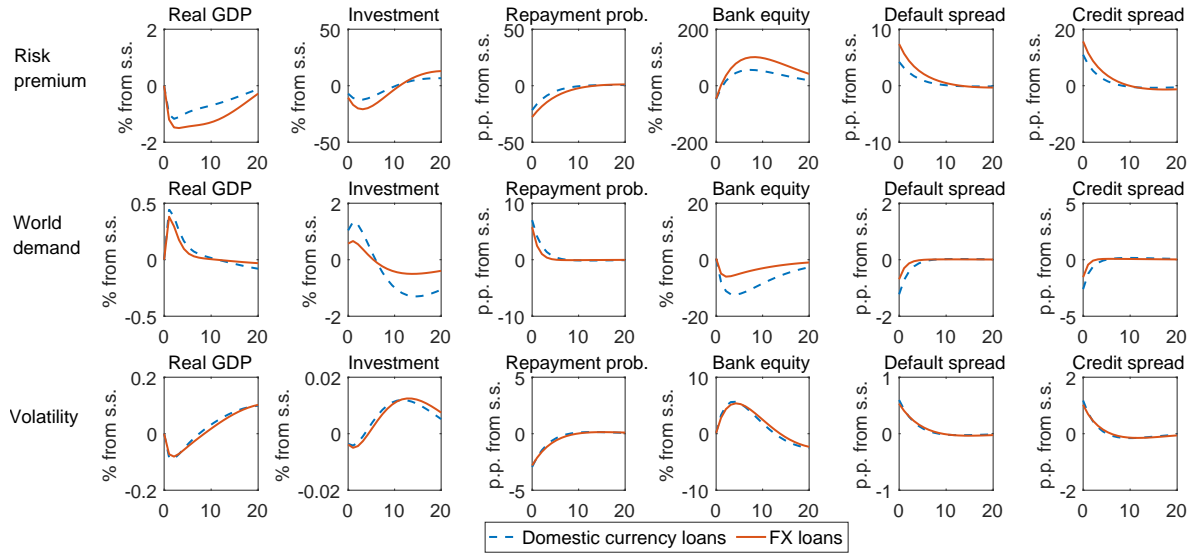 Real GDP Investment Repayment prob. Bank equity Default spread Credit spread
Risk
premium
% from s.s. % from s.s. p.p. from s.s. % from s.s. p.p. from s.s. p.p. from s.s.
2 50 50 200 10 20
0 0 0 0 0 0
-2 -50 -50 -200 -10 -20
0 10 20 0 10 20 0 10 20 0 10 20 0 10 20 0 10 20
Real GDP Investment Repayment prob. Bank equity Default spread Credit spread
World
demand
% from s.s. % from s.s. p.p. from s.s. % from s.s. p.p. from s.s. p.p. from s.s.
0.5 2 10 20 2 5
0 0 0 0 0 0
-0.5 -2 -10 -20 -2 -5
0 10 20 0 10 20 0 10 20 0 10 20 0 10 20 0 10 20
Real GDP Investment Repayment prob. Bank equity Default spread Credit spread
Volatility
% from s.s. % from s.s. p.p. from s.s. % from s.s. p.p. from s.s. p.p. from s.s.
0.2 0.02 5 10 1 2
0 0 0 0 0 0
-0.2 -0.02 -5 -10 -1 -2
0 10 20 0 10 20 0 10 20 0 10 20 0 10 20 0 10 20
Domestic currency loans FX loans